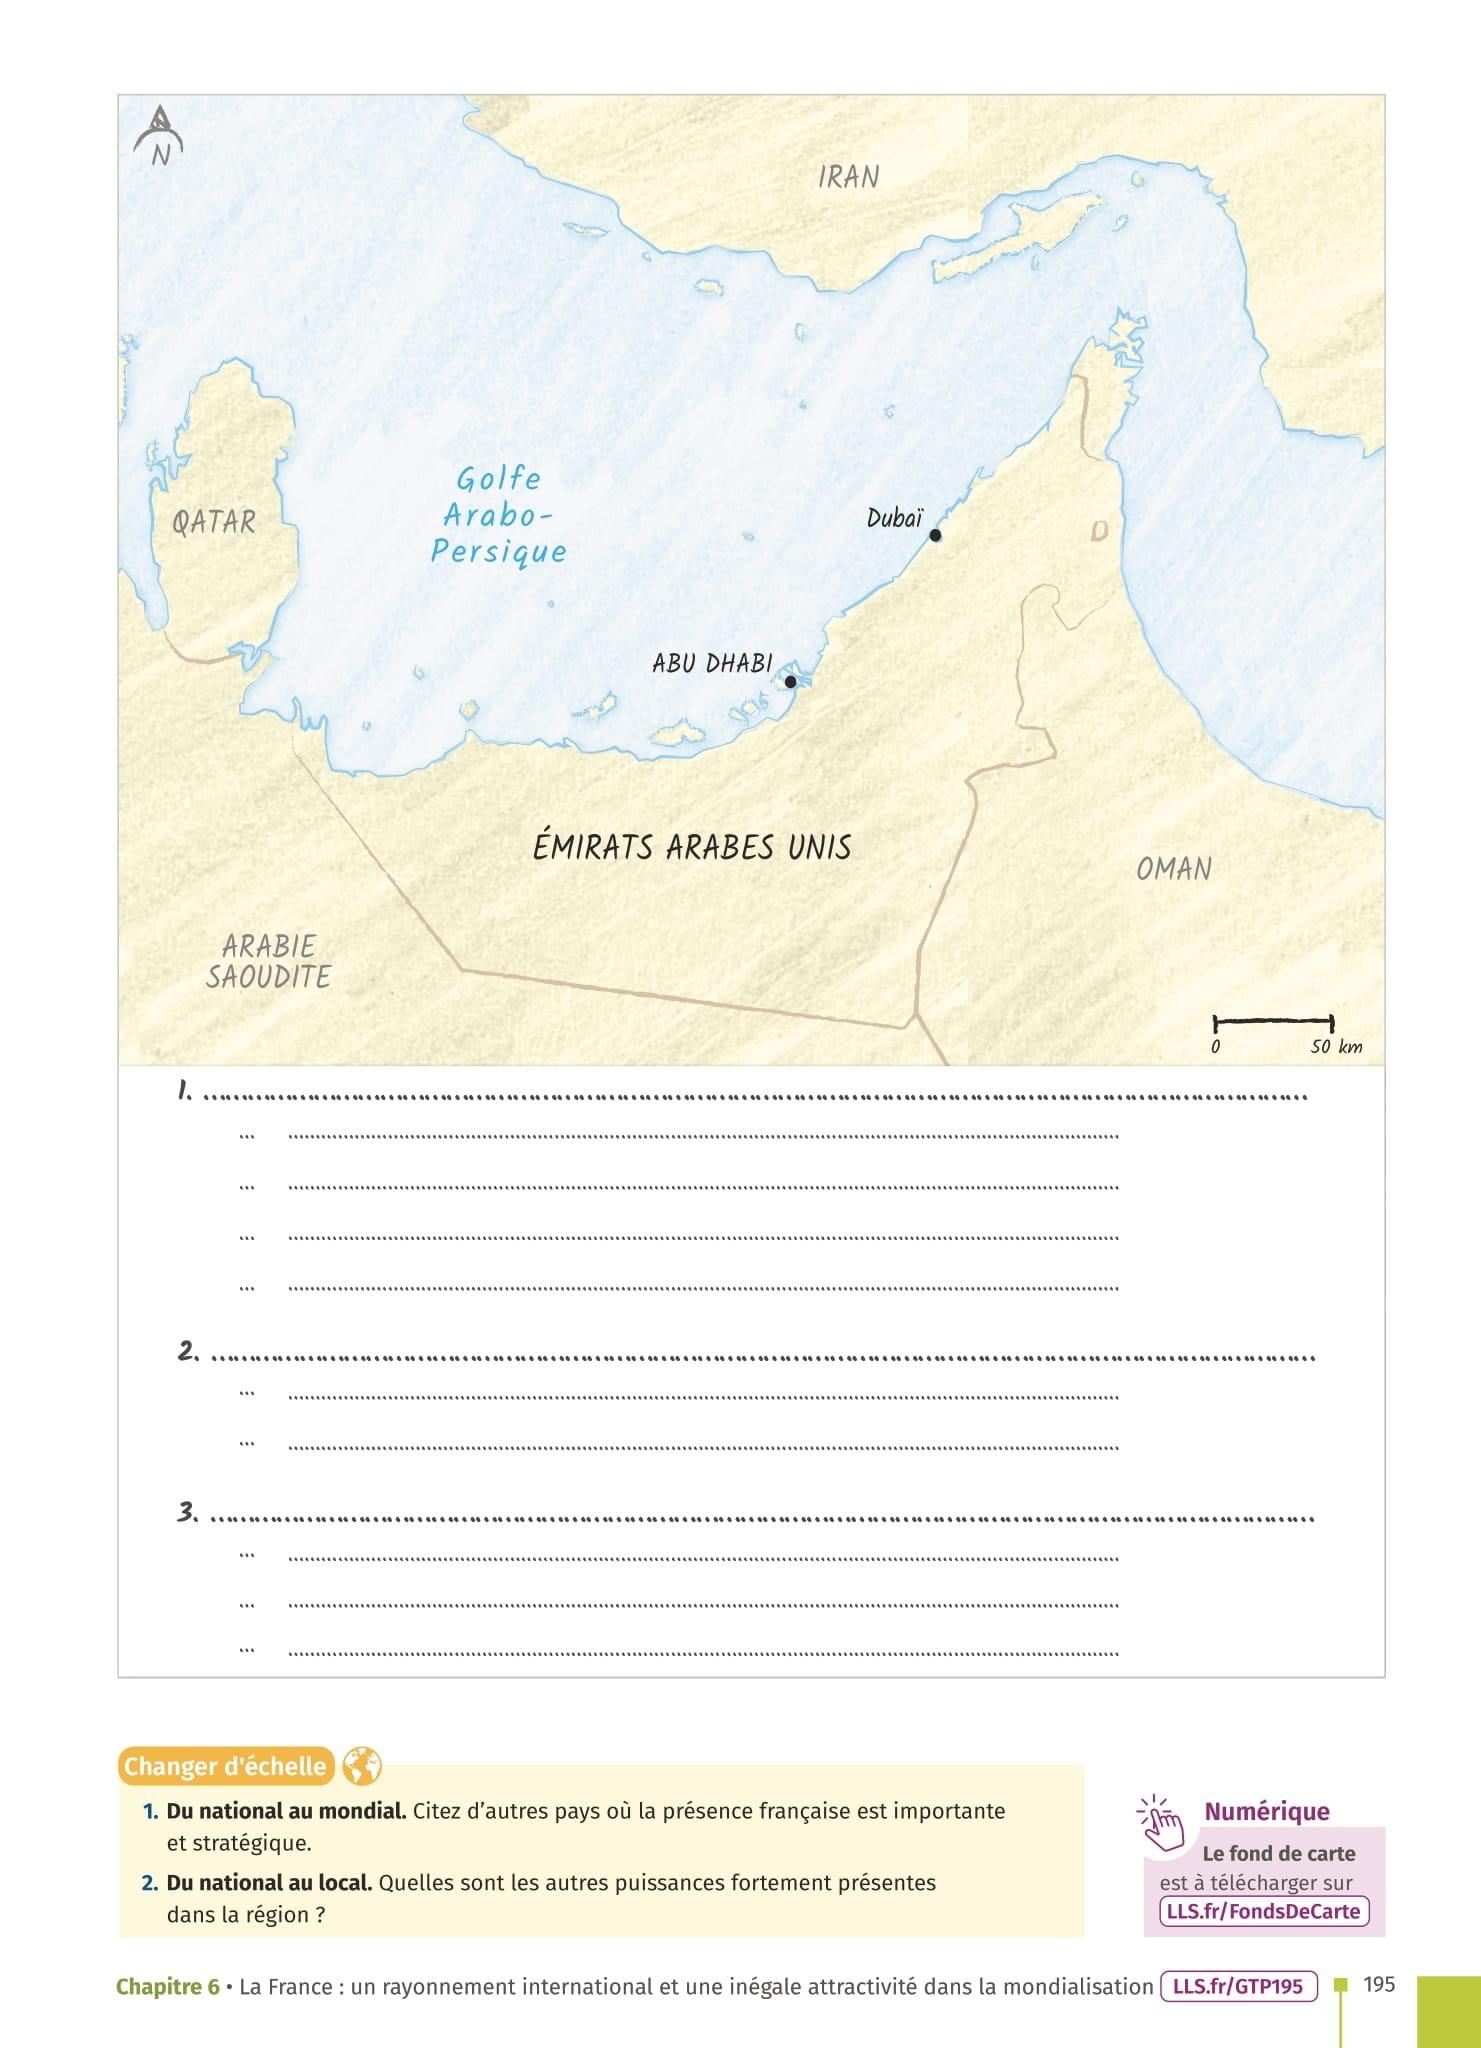 N
IRAN
QATAR
Golfe
Arabo-
Persique
Dubaï
ABU DHABI
ÉMIRATS ARABES UNIS
OMAN
ARABIE
SAOUDITE
0 50 km
1. ....................
... ....................
... ....................
... ....................
... ....................
2. ....................
... ....................
... ....................
3. ....................
... ....................
... ....................
... ....................
Changer d'échelle
1. Du national au mondial. Citez d'autres pays où la présence française est importante
et stratégique.
2. Du national au local. Quelles sont les autres puissances fortement présentes
dans la région ?
Numérique
Le fond de carte
est à télécharger sur
LLS.fr/FondsDeCarte
Chapitre 6 • La France : un rayonnement international et une inégale attractivité dans la mondialisation LLS.fr/GTP195 195